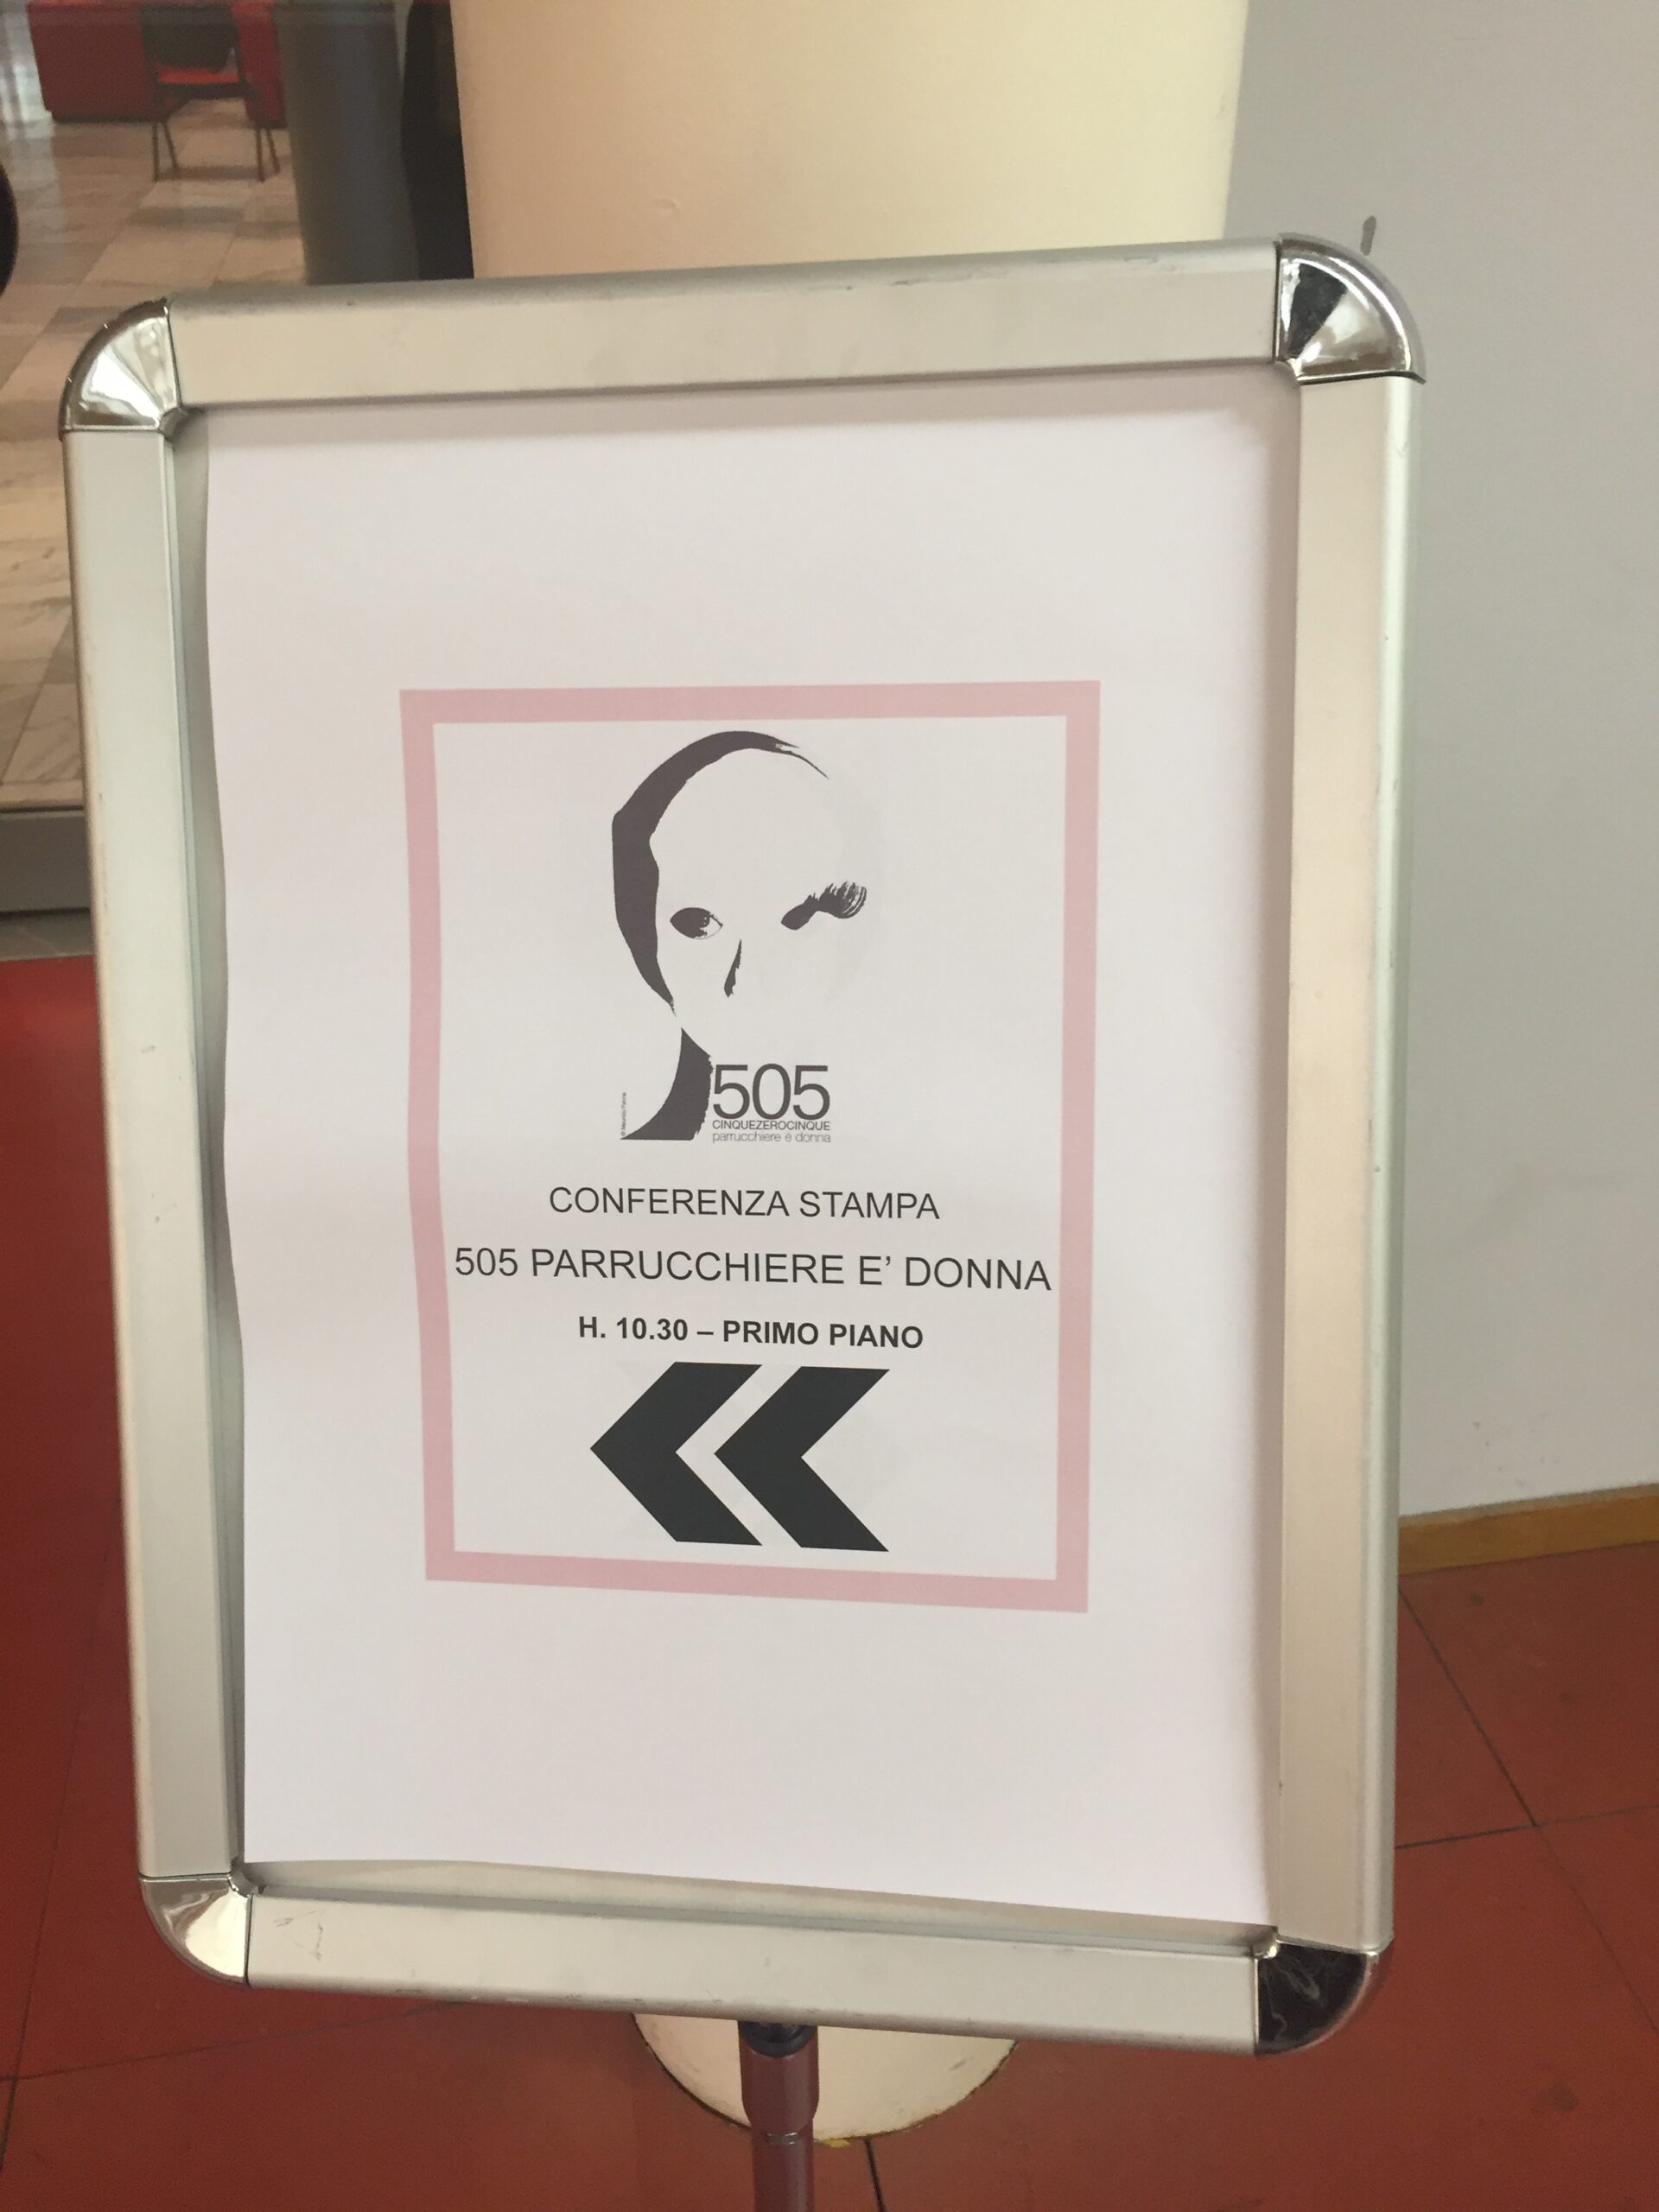 505
CINQUEZEROCINQUE
parrucchiere è donna
CONFERENZA STAMPA
505 PARRUCCHIERE E’ DONNA
H. 10.30 – PRIMO PIANO